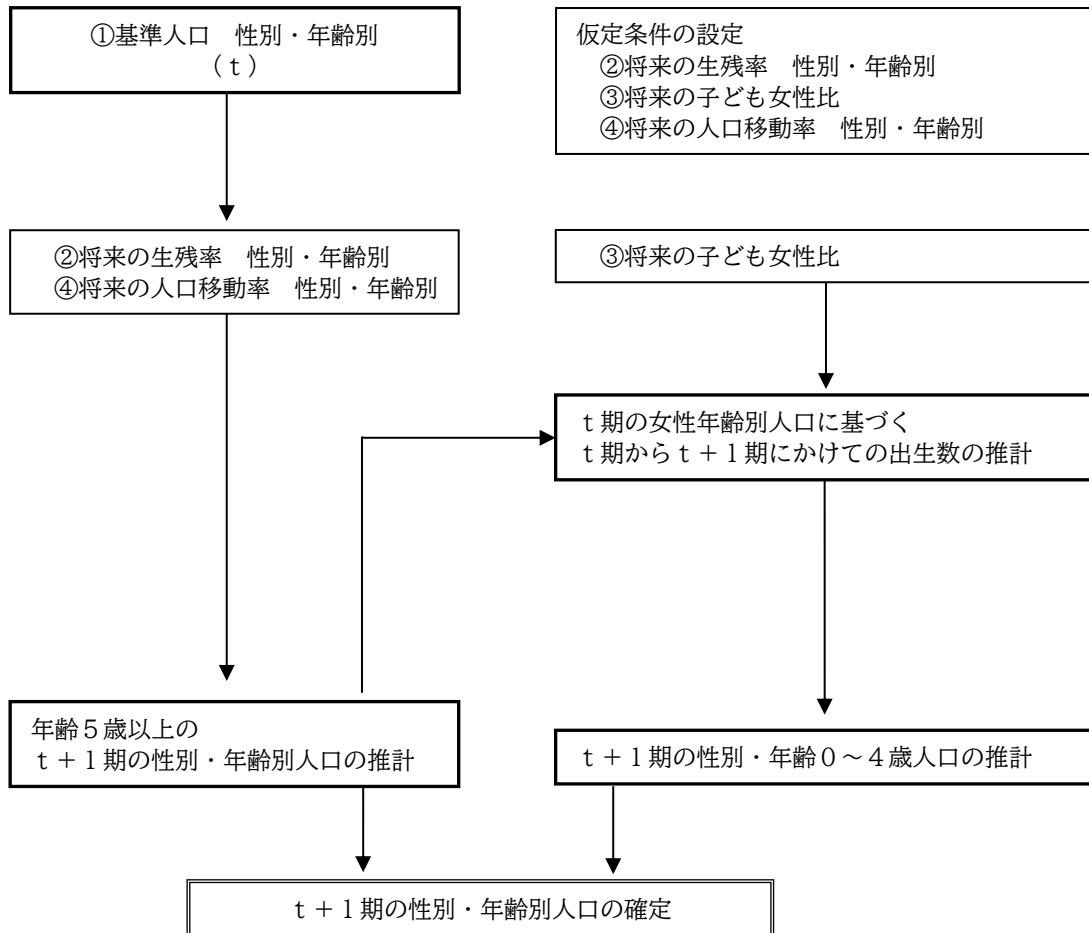 ①基準人口　性別・年齢別
（ｔ）
仮定条件の設定
②将来の生残率　性別・年齢別
③将来の子ども女性比
④将来の人口移動率　性別・年齢別
②将来の生残率　性別・年齢別
④将来の人口移動率　性別・年齢別
③将来の子ども女性比
ｔ期の女性年齢別人口に基づく
ｔ期からｔ＋１期にかけての出生数の推計
年齢５歳以上の
ｔ＋１期の性別・年齢別人口の推計
ｔ＋１期の性別・年齢０～４歳人口の推計
ｔ＋１期の性別・年齢別人口の確定